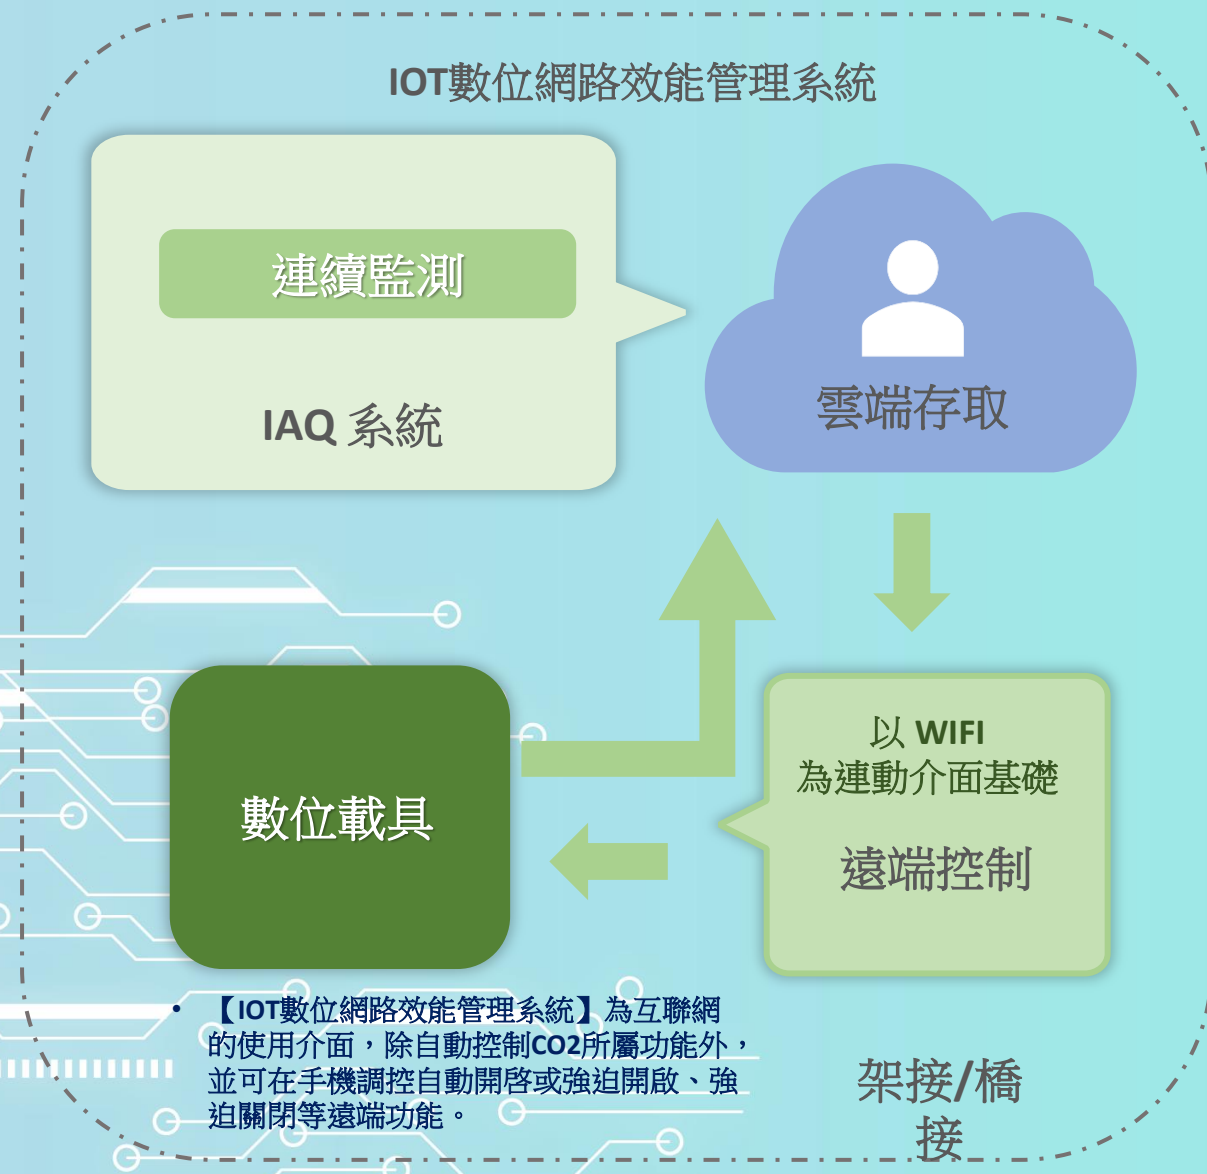 IOT數位網路效能管理系統
連續監測
IAQ 系統
雲端存取
以 WIFI
為連動介面基礎
遠端控制
數位載具
• 【IOT數位網路效能管理系統】為互聯網
的使用介面，除自動控制CO2所屬功能外，
並可在手機調控自動開啓或強迫開啟、強
迫關閉等遠端功能。
架接/橋
接